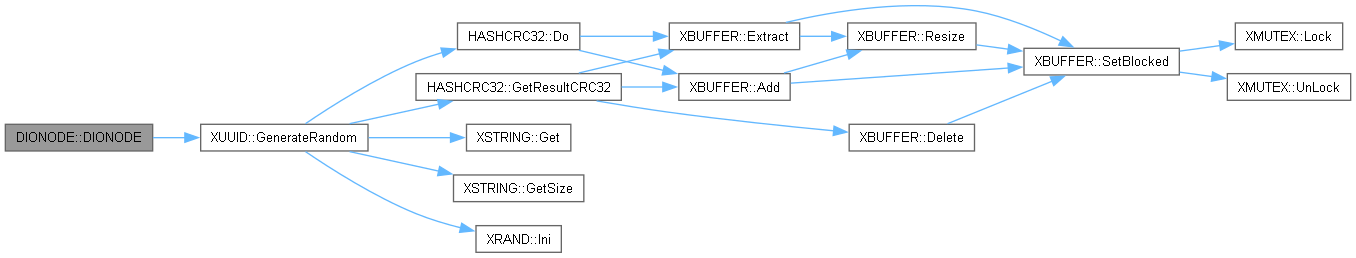 DIONODE::DIONODE
XUUID::GenerateRandom
HASHCRC32::Do
HASHCRC32::GetResultCRC32
XSTRING::Get
XSTRING::GetSize
XRAND::Ini
XBUFFER::Extract
XBUFFER::Add
XBUFFER::Resize
XBUFFER::Delete
XBUFFER::SetBlocked
XMUTEX::Lock
XMUTEX::UnLock